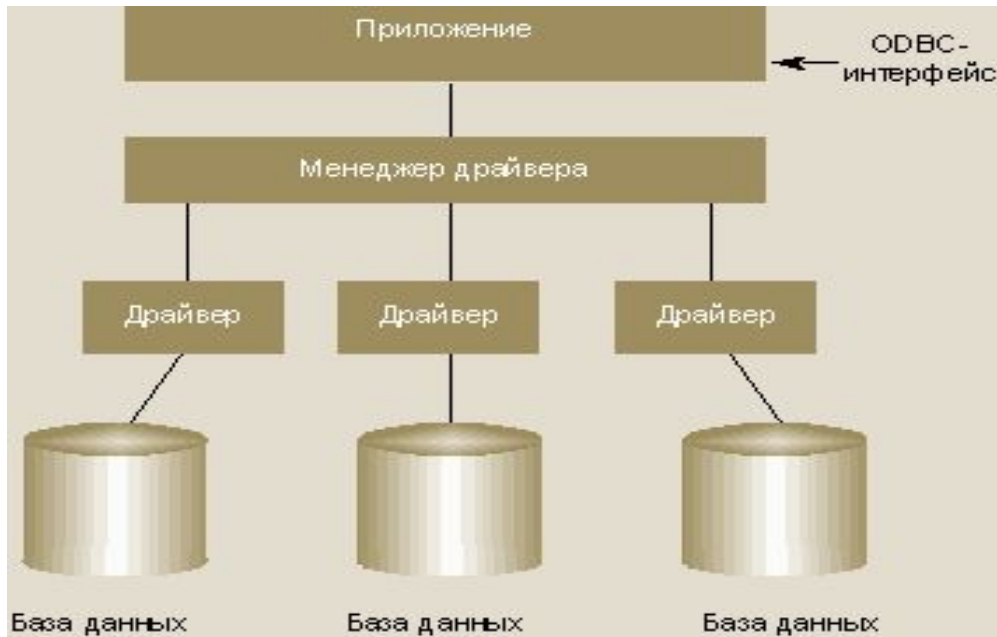 Приложение
ODBC-
интерфейс
Менеджер драйвера
Драйвер
Драйвер
Драйвер
База данных
База данных
База данных